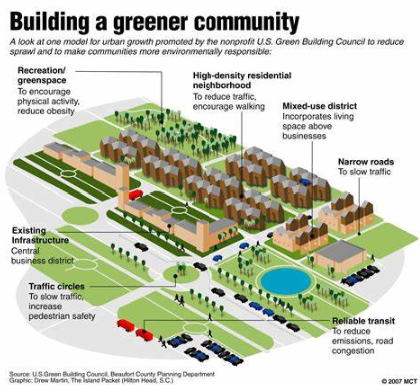 Building a greener community
A look at one model for urban growth promoted by the nonprofit U.S. Green Building Council to reduce
sprawl and to make communities more environmentally responsible:
Recreation/
greenspace
To encourage
physical activity,
reduce obesity
High-density residential
neighborhood
To reduce traffic,
encourage walking
Mixed-use district
Incorporates living
space above
businesses
Narrow roads
To slow traffic
Existing
Infrastructure
Central
business district
Traffic circles
To slow traffic,
increase
pedestrian safety
Reliable transit
To reduce
emissions, road
congestion
Source: U.S.Green Building Council, Beaufort County Planning Department
Graphic: Drew Martin, The Island Packet (Hilton Head, S.C.)
© 2007 MCT